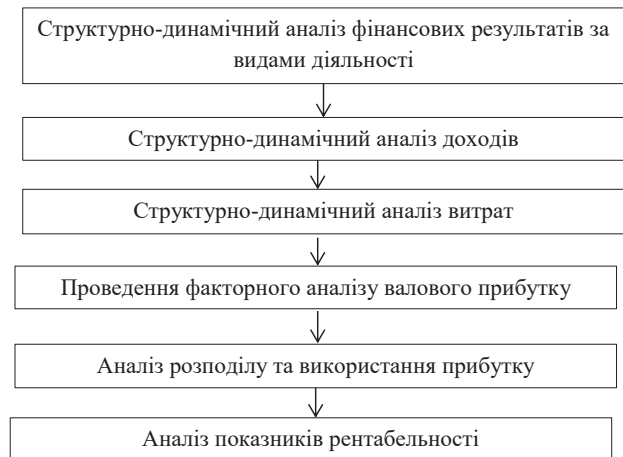 Структурно-динамічний аналіз фінансових результатів за
видами діяльності
Структурно-динамічний аналіз доходів
Структурно-динамічний аналіз витрат
Проведення факторного аналізу валового прибутку
Аналіз розподілу та використання прибутку
Аналіз показників рентабельності